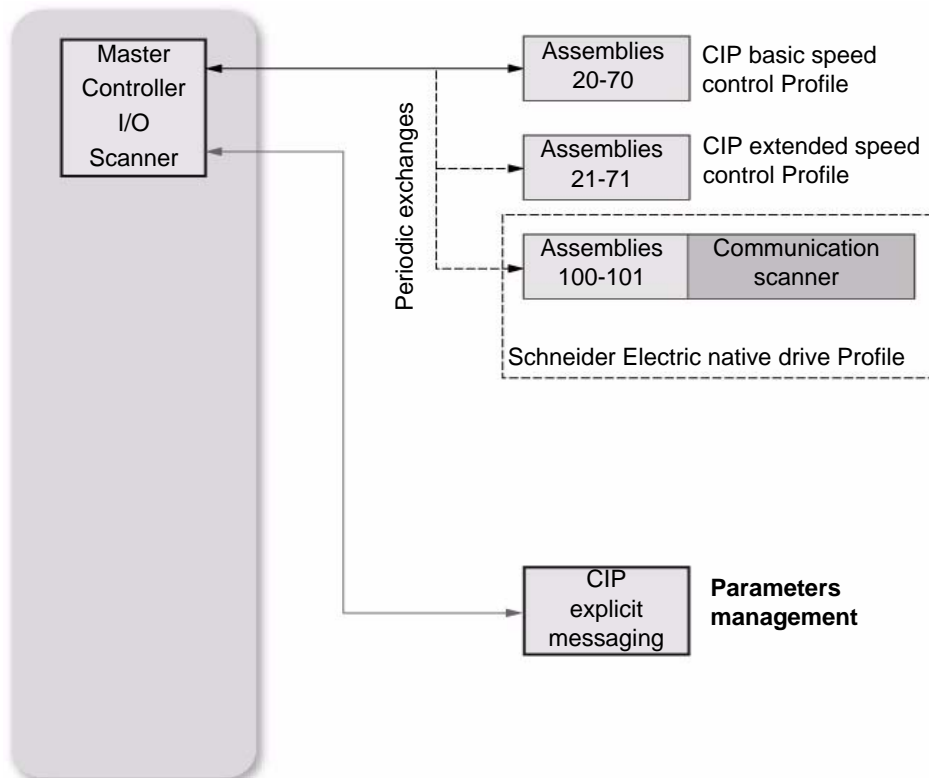 Master
Controller
I/O
Scanner
Assemblies
20-70
CIP basic speed
control Profile
Periodic exchanges
Assemblies
21-71
CIP extended speed
control Profile
Assemblies
100-101
Communication
scanner
Schneider Electric native drive Profile
CIP
explicit
messaging
Parameters
management